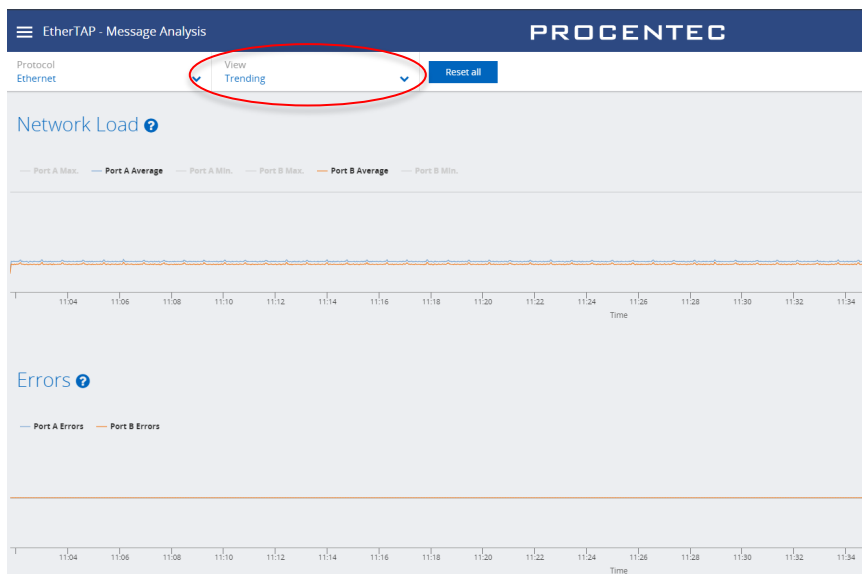 EtherTAP - Message Analysis PROCENTEC
Protocol View
Ethernet Trending Reset all
Network Load ?
Port A Max. Port A Average Port A Min. Port B Max. Port B Average Port B Min.
11:04 11:06 11:08 11:10 11:12 11:14 11:16 11:18 11:20 11:22 11:24 11:26 11:28 11:30 11:32 11:34
Time
Errors ?
Port A Errors Port B Errors
11:04 11:06 11:08 11:10 11:12 11:14 11:16 11:18 11:20 11:22 11:24 11:26 11:28 11:30 11:32 11:34
Time